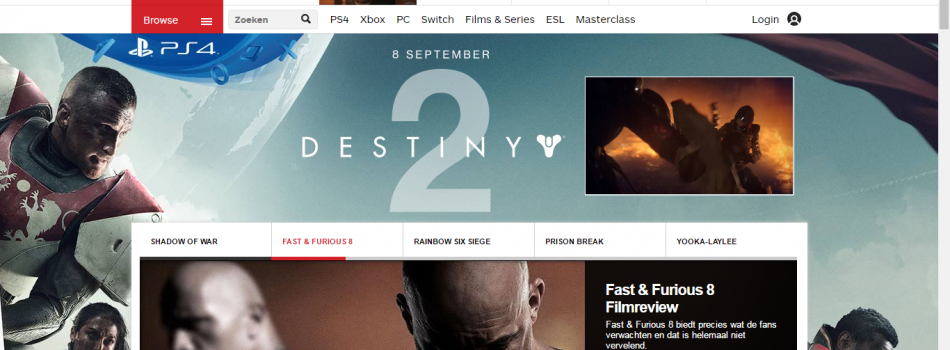 Browse Zoeken PS4 Xbox PC Switch Films & Series ESL Masterclass Login
PS4
8 SEPTEMBER
DESTINY
2
SHADOW OF WAR FAST & FURIOUS 8 RAINBOW SIX SIEGE PRISON BREAK YOOKA-LAYLEE
Fast & Furious 8
Filmreview
Fast & Furious 8 biedt precies wat de fans
verwachten en dat is helemaal niet
vervelend.